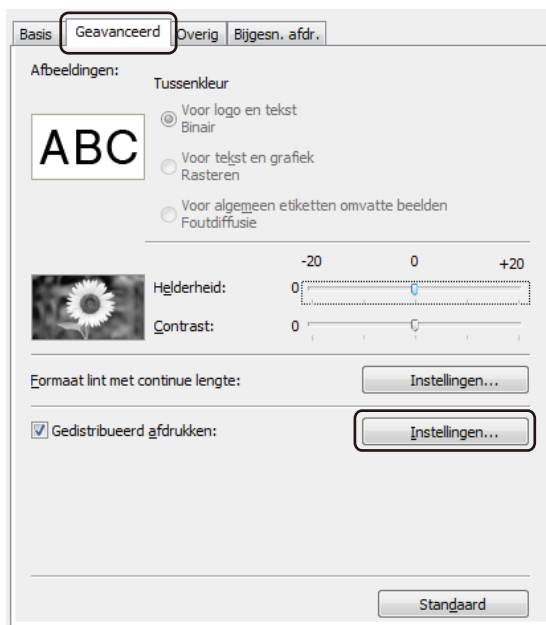 Basis Geavanceerd Overig Bijgesn. afdr.
Afbeeldingen:
Tussenkleur
ABC
Voor logo en tekst
Binair
Voor tekst en grafiek
Rasteren
Voor algemeen etiketten omvatte beelden
Foutdiffusie
-20 0 +20
Helderheid: 0
Contrast: 0
Formaat lint met continue lengte: Instellingen...
Gedistribueerd afdrukken: Instellingen...
Standaard